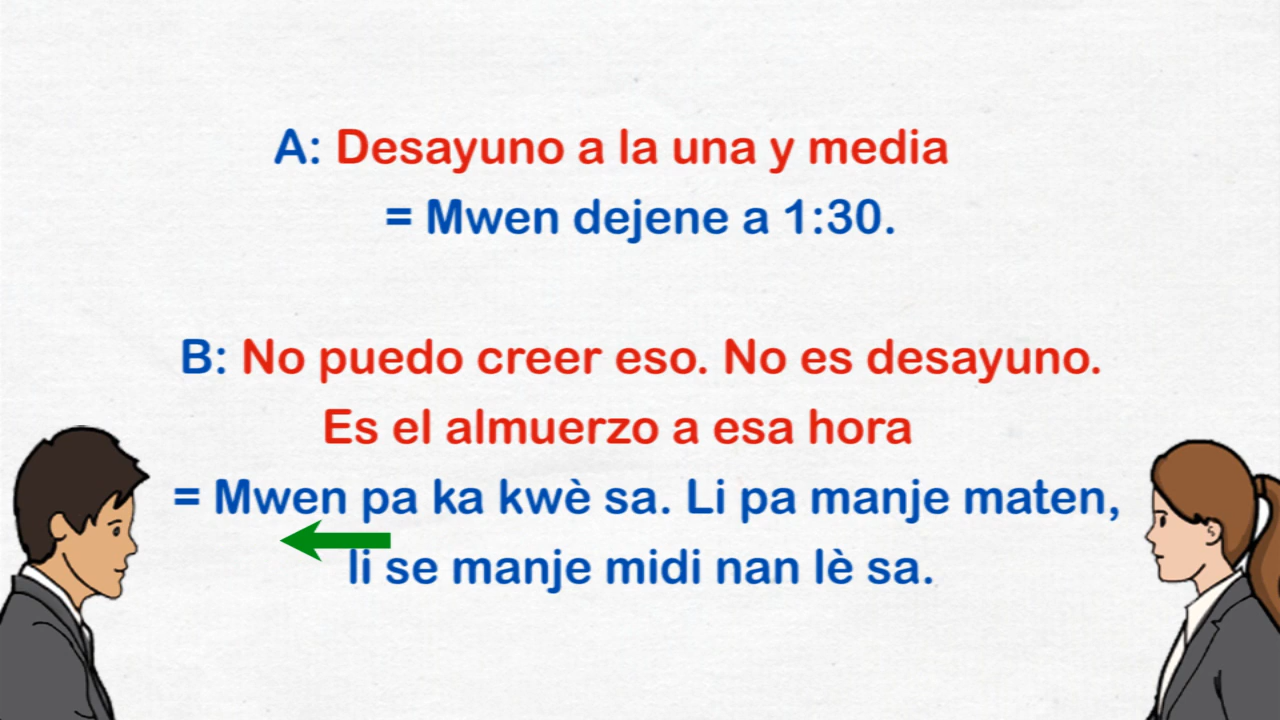 A: Desayuno a la una y media
= Mwen dejene a 1:30.
B: No puedo creer eso. No es desayuno.
Es el almuerzo a esa hora
= Mwen pa ka kwè sa. Li pa manje maten,
li se manje midi nan lè sa.